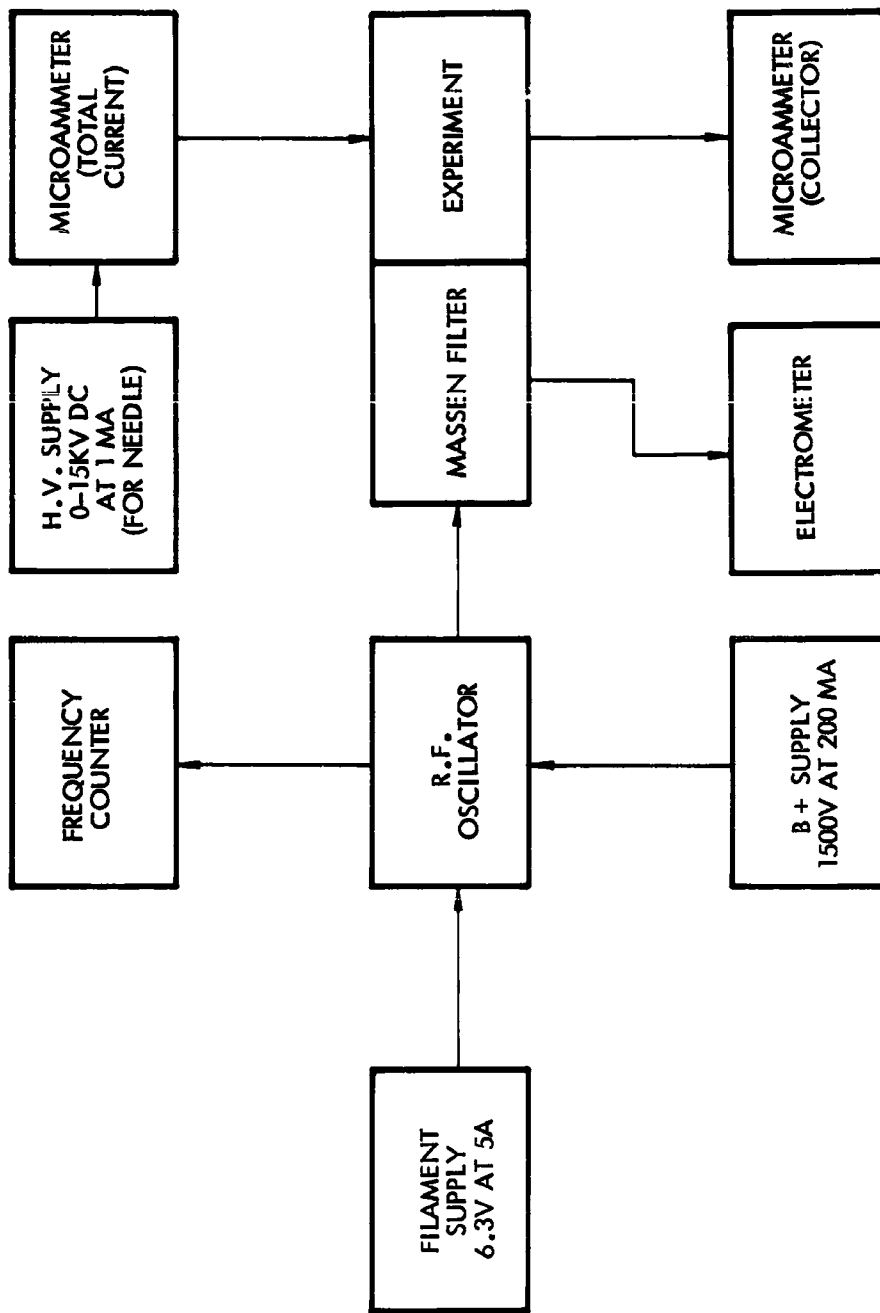 FREQUENCY
COUNTER
H.V. SUPPLY
0-15KV DC
AT 1 MA
(FOR NEEDLE)
MICROAMMETER
(TOTAL
CURRENT)
FILAMENT
SUPPLY
6.3V AT 5A
R.F.
OSCILLATOR
MASSEN FILTER
EXPERIMENT
B + SUPPLY
1500V AT 200 MA
ELECTROMETER
MICROAMMETER
(COLLECTOR)